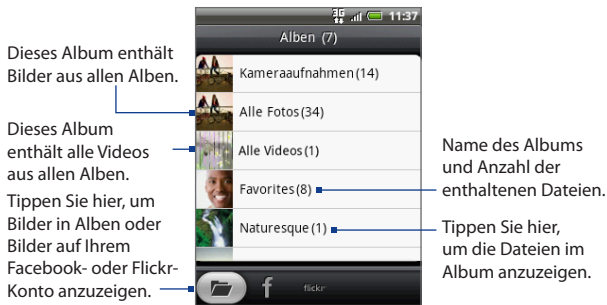 3G
11:37
Alben (7)
Dieses Album enthält
Bilder aus allen Alben.
Dieses Album
enthält alle Videos
aus allen Alben.
Tippen Sie hier, um
Bilder in Alben oder
Bilder auf Ihrem
Facebook- oder Flickr-
Konto anzuzeigen.
Kameraaufnahmen (14)
Alle Fotos (34)
Alle Videos (1)
Favorites (8)
Naturesque (1)
f
flickr
Name des Albums
und Anzahl der
enthaltenen Dateien.
Tippen Sie hier,
um die Dateien im
Album anzuzeigen.